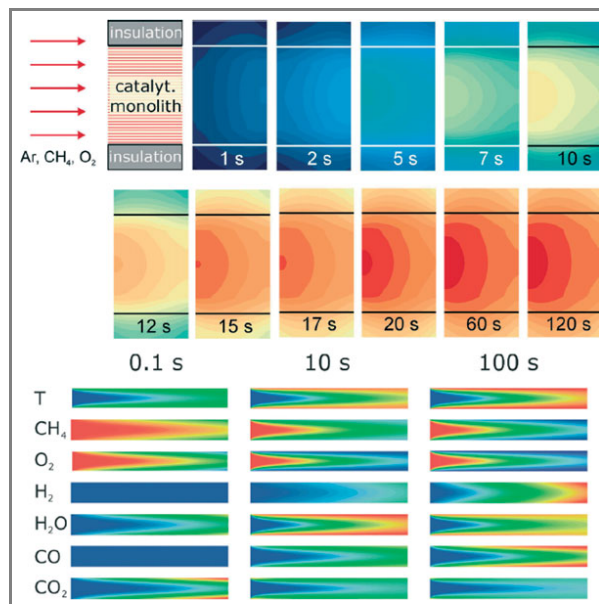 insulation
catalyt.
monolith
insulation
Ar, CH₄, O₂
1 s
2 s
5 s
7 s
10 s
12 s
15 s
17 s
20 s
60 s
120 s
0.1 s
10 s
100 s
T
CH₄
O₂
H₂
H₂O
CO
CO₂